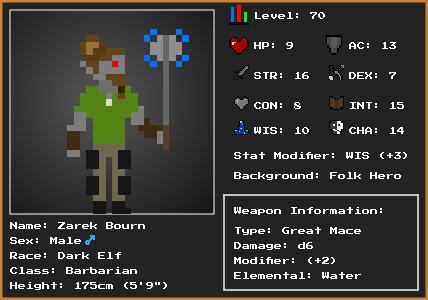 Level: 70
HP: 9
AC: 13
STR: 16
DEX: 7
CON: 8
INT: 15
WIS: 10
CHA: 14
Stat Modifier: WIS (+3)
Background: Folk Hero
Name: Zarek Bourn
Sex: Male♂
Race: Dark Elf
Class: Barbarian
Height: 175cm (5'9")
Weapon Information:
Type: Great Mace
Damage: d6
Modifier: (+2)
Elemental: Water